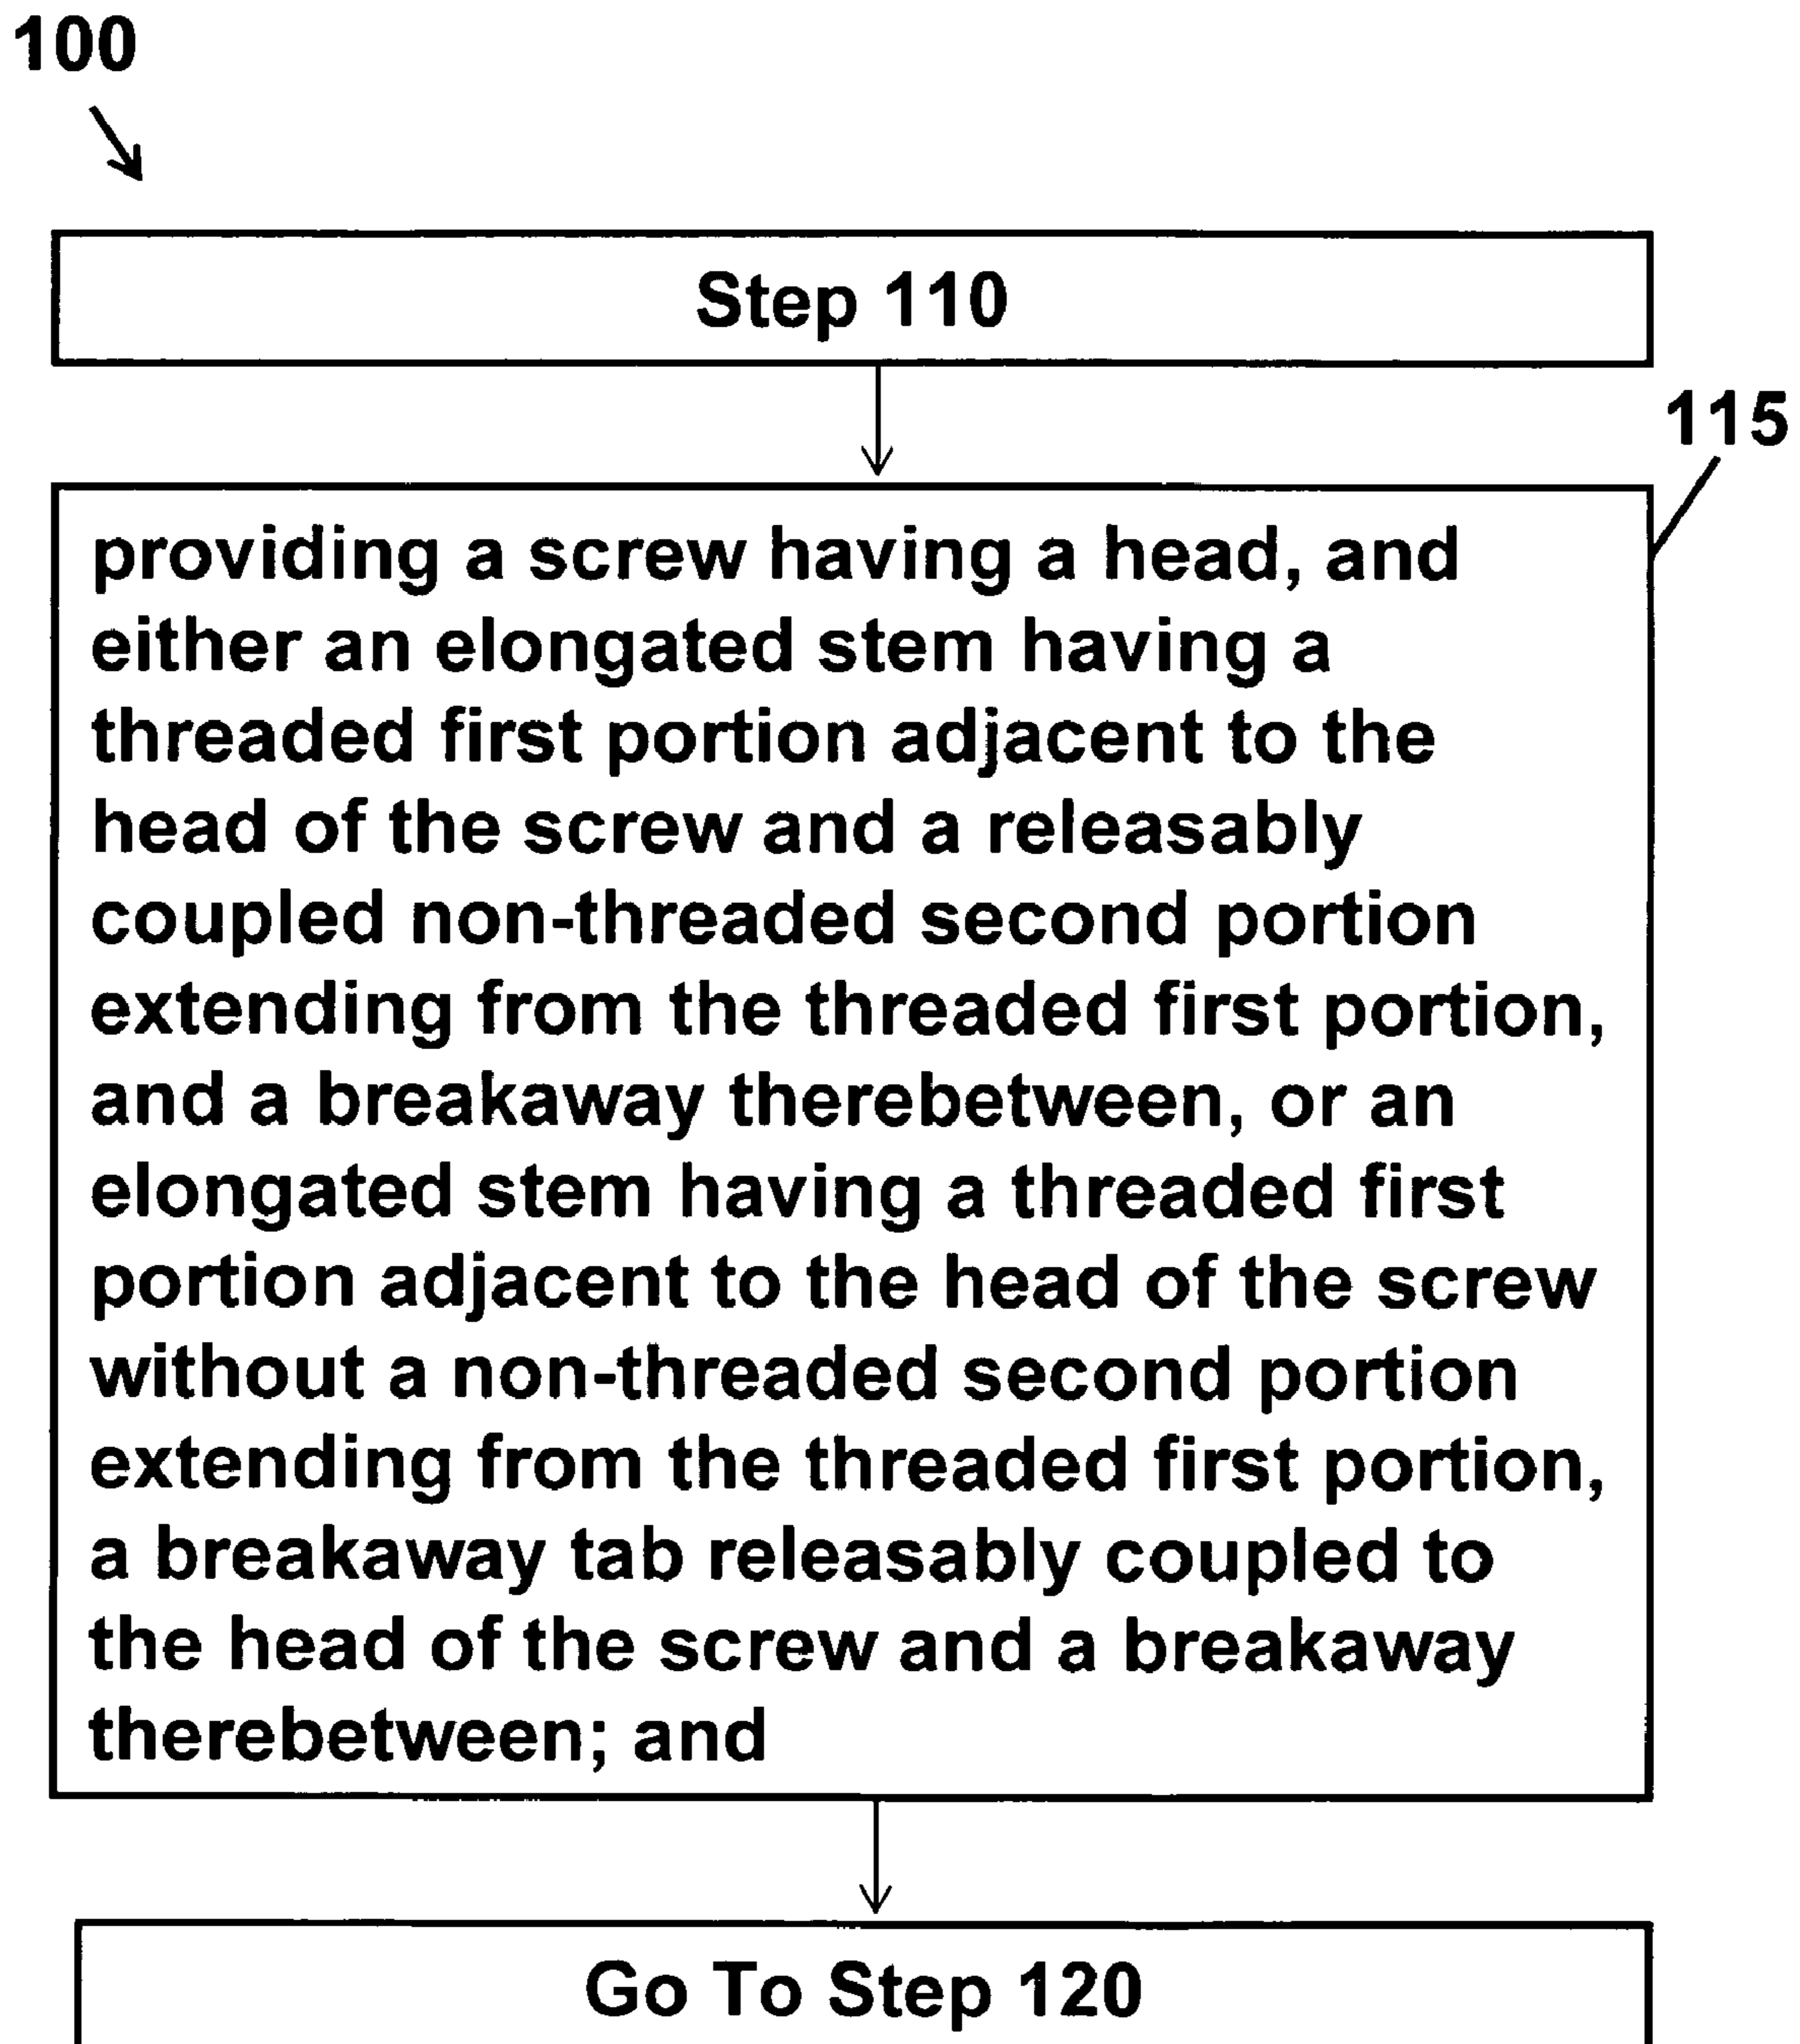 100
Step 110
115
providing a screw having a head, and
either an elongated stem having a
threaded first portion adjacent to the
head of the screw and a releasably
coupled non-threaded second portion
extending from the threaded first portion,
and a breakaway therebetween, or an
elongated stem having a threaded first
portion adjacent to the head of the screw
without a non-threaded second portion
extending from the threaded first portion,
a breakaway tab releasably coupled to
the head of the screw and a breakaway
therebetween; and
Go To Step 120